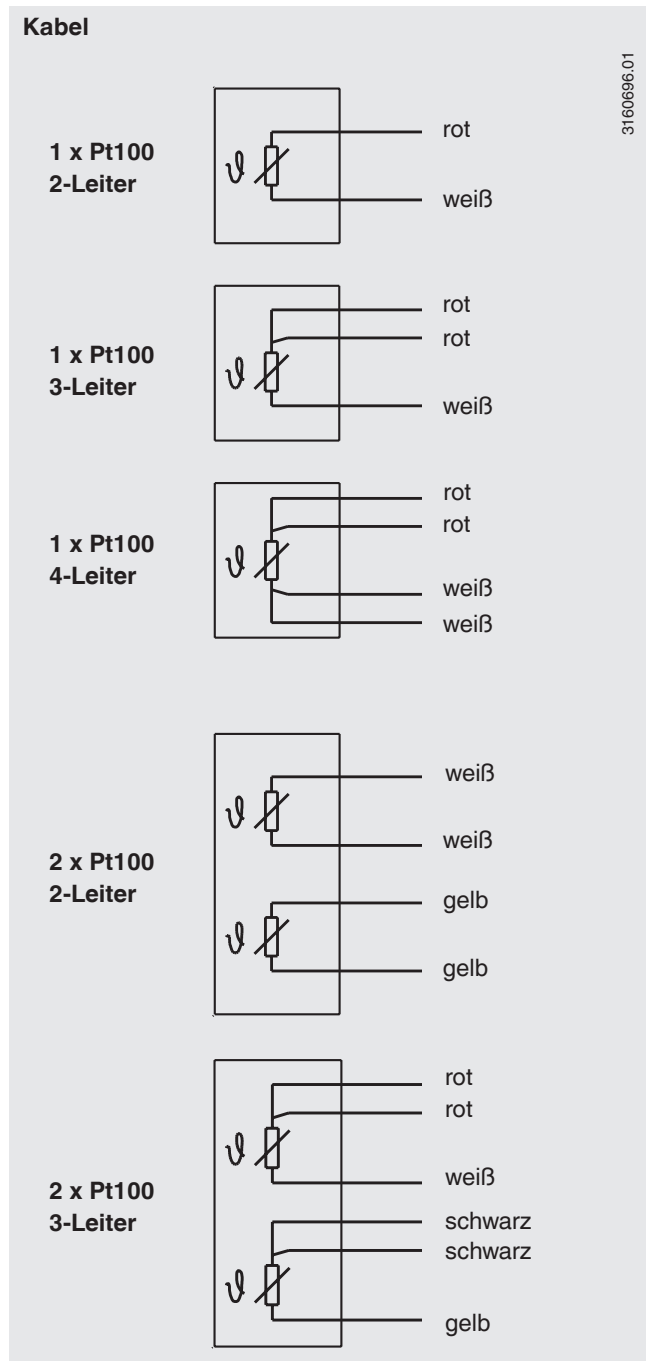 Kabel
3160696.01
1 x Pt100
2-Leiter
ϑ
rot
weiß
1 x Pt100
3-Leiter
ϑ
rot
rot
weiß
1 x Pt100
4-Leiter
ϑ
rot
rot
weiß
weiß
2 x Pt100
2-Leiter
ϑ
weiß
weiß
ϑ
gelb
gelb
2 x Pt100
3-Leiter
ϑ
rot
rot
weiß
ϑ
schwarz
schwarz
gelb